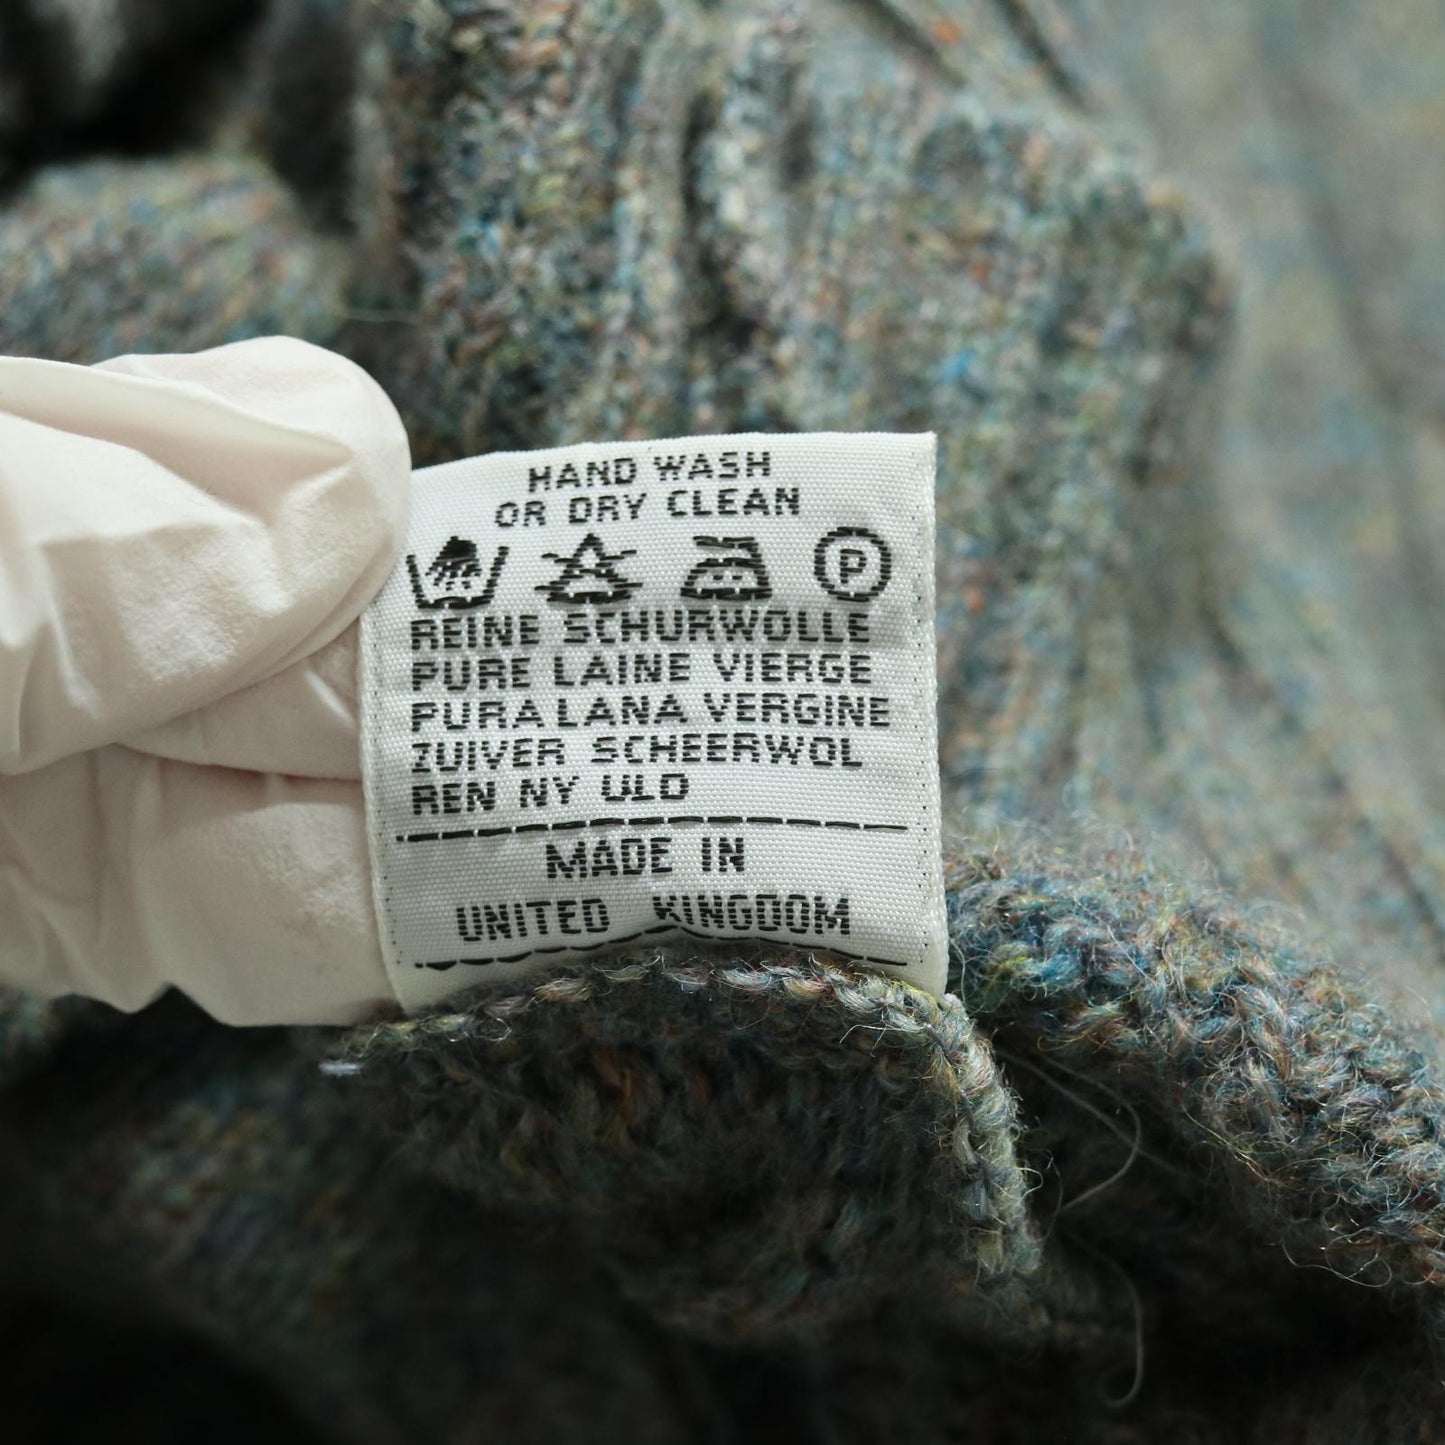 HAND WASH
OR DRY CLEAN
P
REINE SCHURWOLLE
PURE LAINE VIERGE
PURA LANA VERGINE
ZUIVER SCHEERWOL
REN NY ULD
MADE IN
UNITED KINGDOM